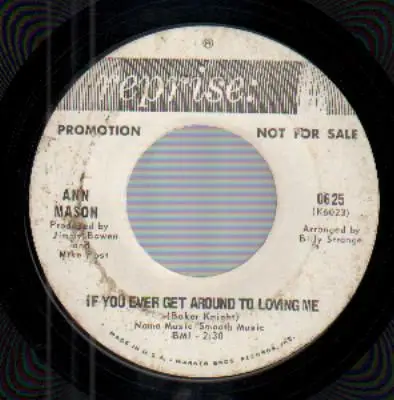 ®
reprise:
PROMOTION NOT FOR SALE
ANN
MASON
Produced by
Jimmy Bowen
and
Mike Post
0625
(K6023)
Arranged by
Billy Strange
IF YOU EVER GET AROUND TO LOVING ME
(Baker Knight)
Noma Music Smooth Music
BMI - 2:30
MADE IN U.S.A. - WARNER BROS. RECORDS, INC.